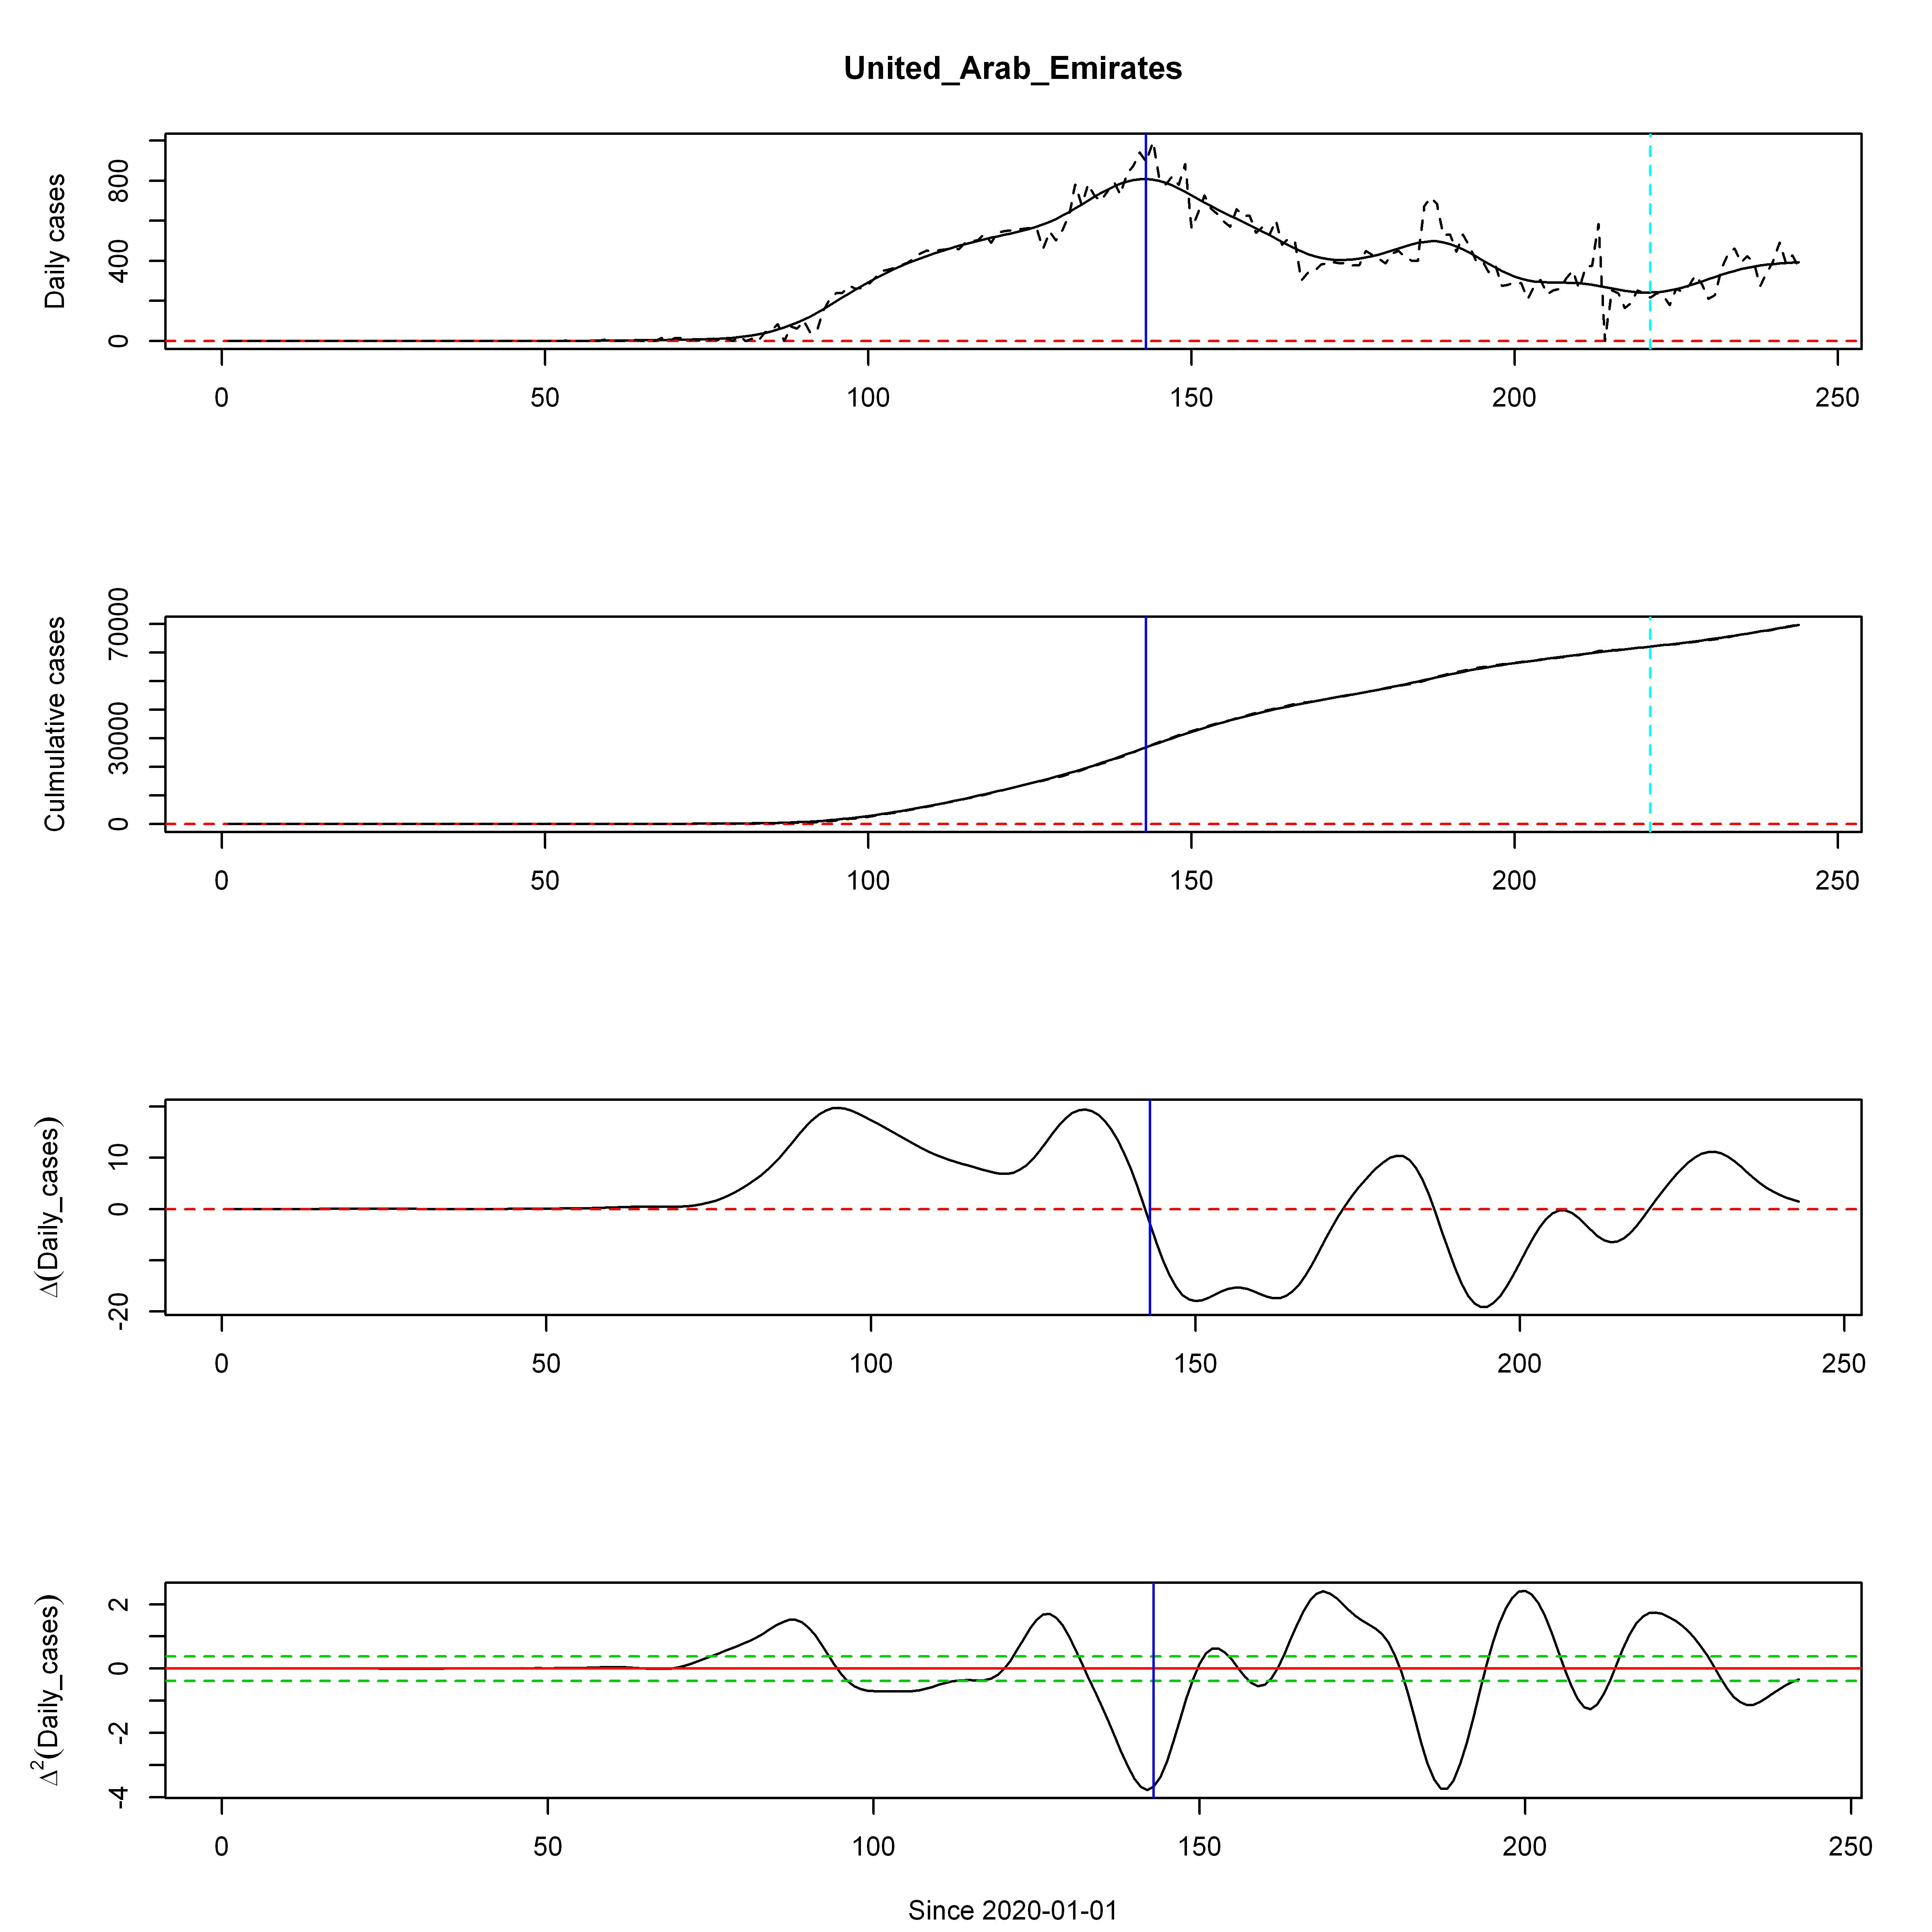 United_Arab_Emirates
Daily cases
0 400 800
0 50 100 150 200 250
Culmulative cases
0 30000 70000
0 50 100 150 200 250
Δ(Daily_cases)
-20 0 10
0 50 100 150 200 250
Δ²(Daily_cases)
-4 -2 0 2
0 50 100 150 200 250
Since 2020-01-01